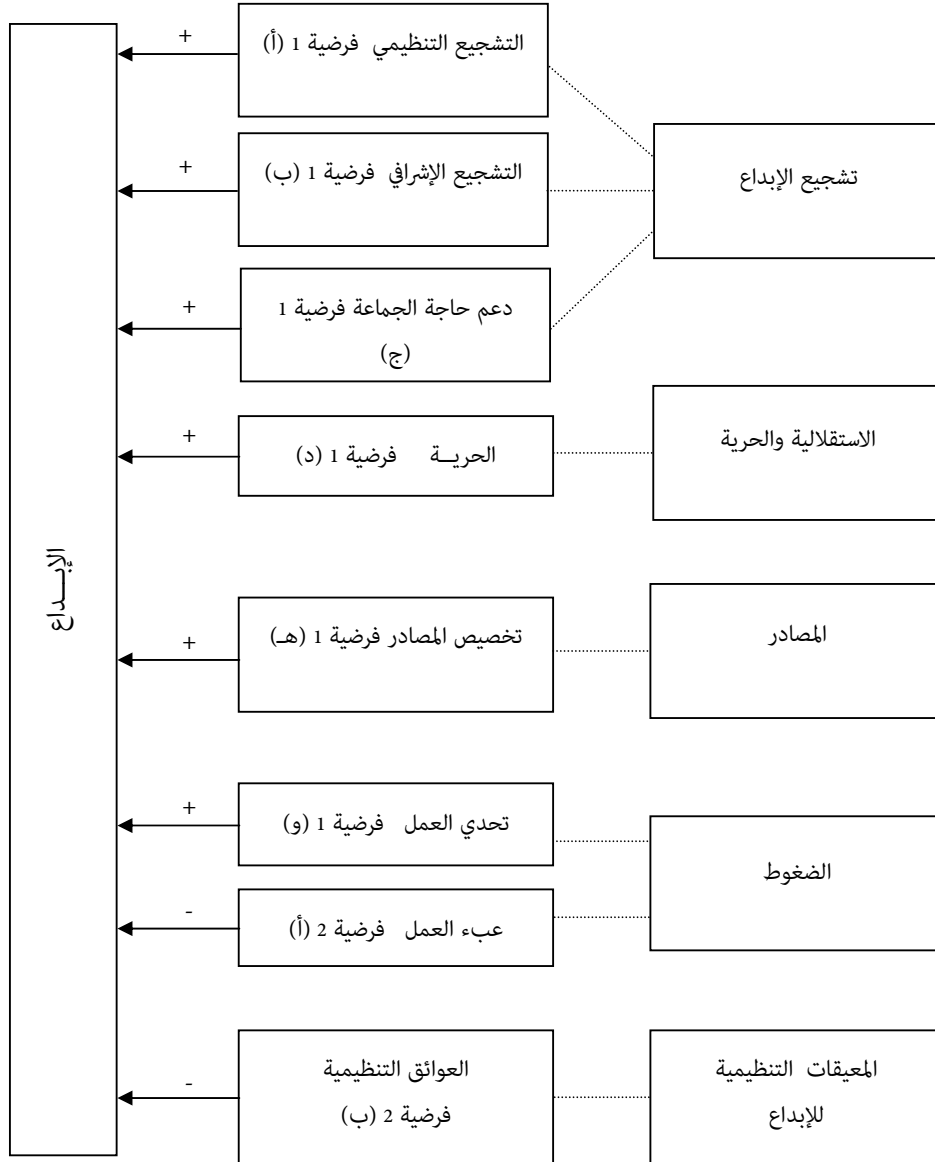 التشجيع التنظيمي فرضية 1 (أ)
+
التشجيع الإشرافي فرضية 1 (ب)
+
تشجيع الإبداع
دعم حاجة الجماعة فرضية 1
(ج)
+
الاستقلالية والحرية
الحريــة فرضية 1 (د)
+
المصادر
تخصيص المصادر فرضية 1 (هـ)
+
الضغوط
تحدي العمل فرضية 1 (و)
+
عبء العمل فرضية 2 (أ)
-
المعيقات التنظيمية
للإبداع
العوائق التنظيمية
فرضية 2 (ب)
-
الإبــــداع